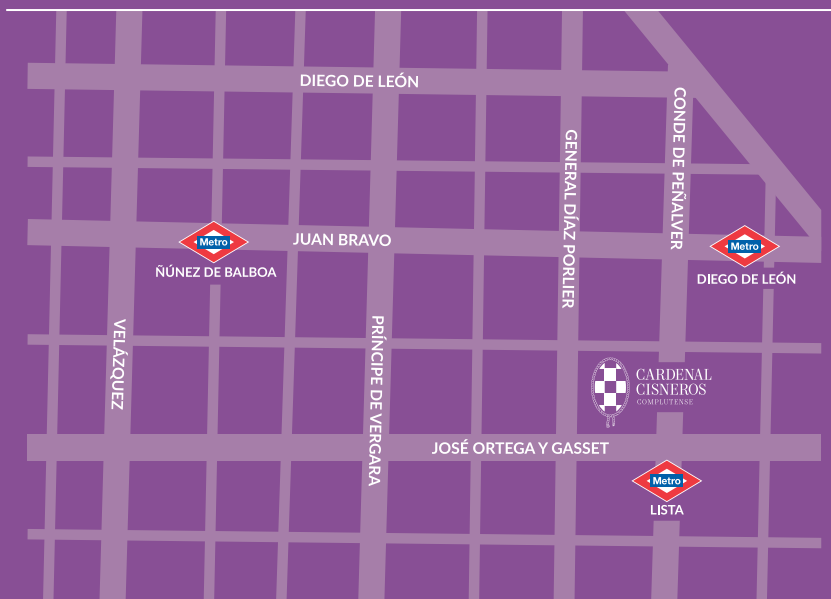 DIEGO DE LEÓN
CONDE DE PEÑALVER
GENERAL DÍAZ PORLIER
Metro
ÑÚNEZ DE BALBOA
JUAN BRAVO
Metro
DIEGO DE LEÓN
VELÁZQUEZ
PRÍNCIPE DE VERGARA
CARDENAL
CISNEROS
COMPLUTENSE
JOSÉ ORTEGA Y GASSET
Metro
LISTA